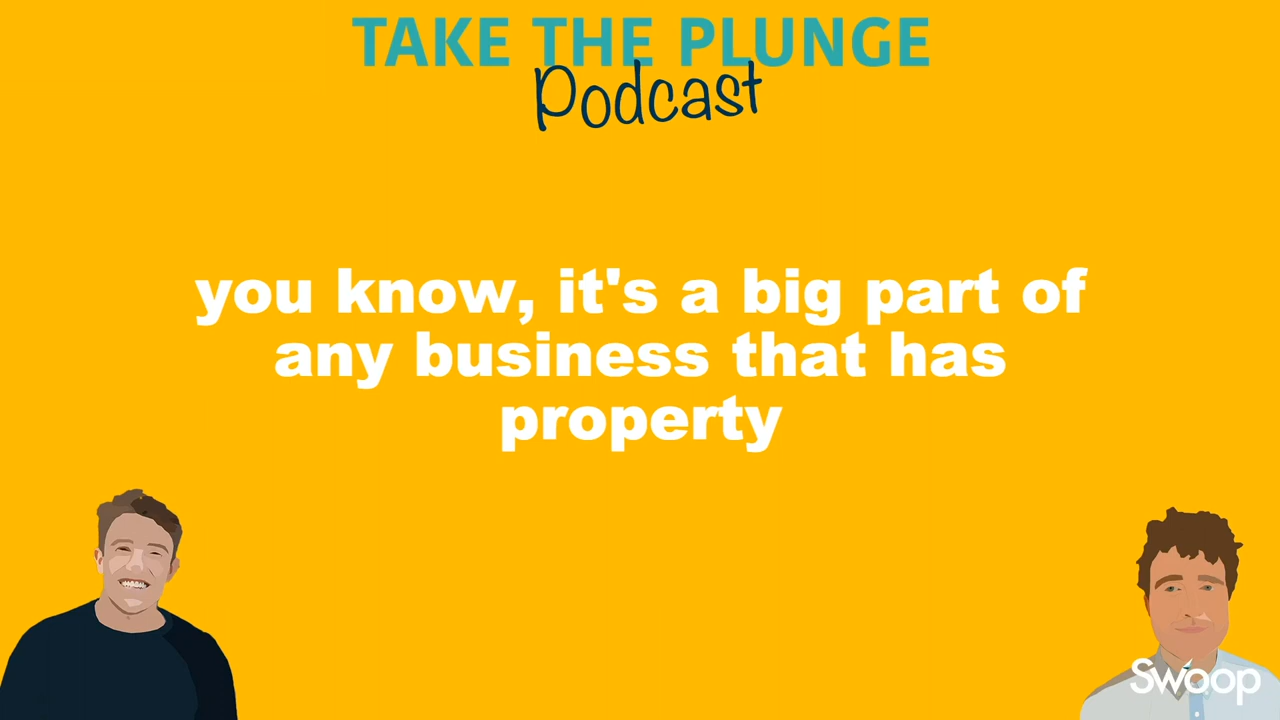 TAKE THE PLUNGE
Podcast
you know, it's a big part of
any business that has
property
Swoop